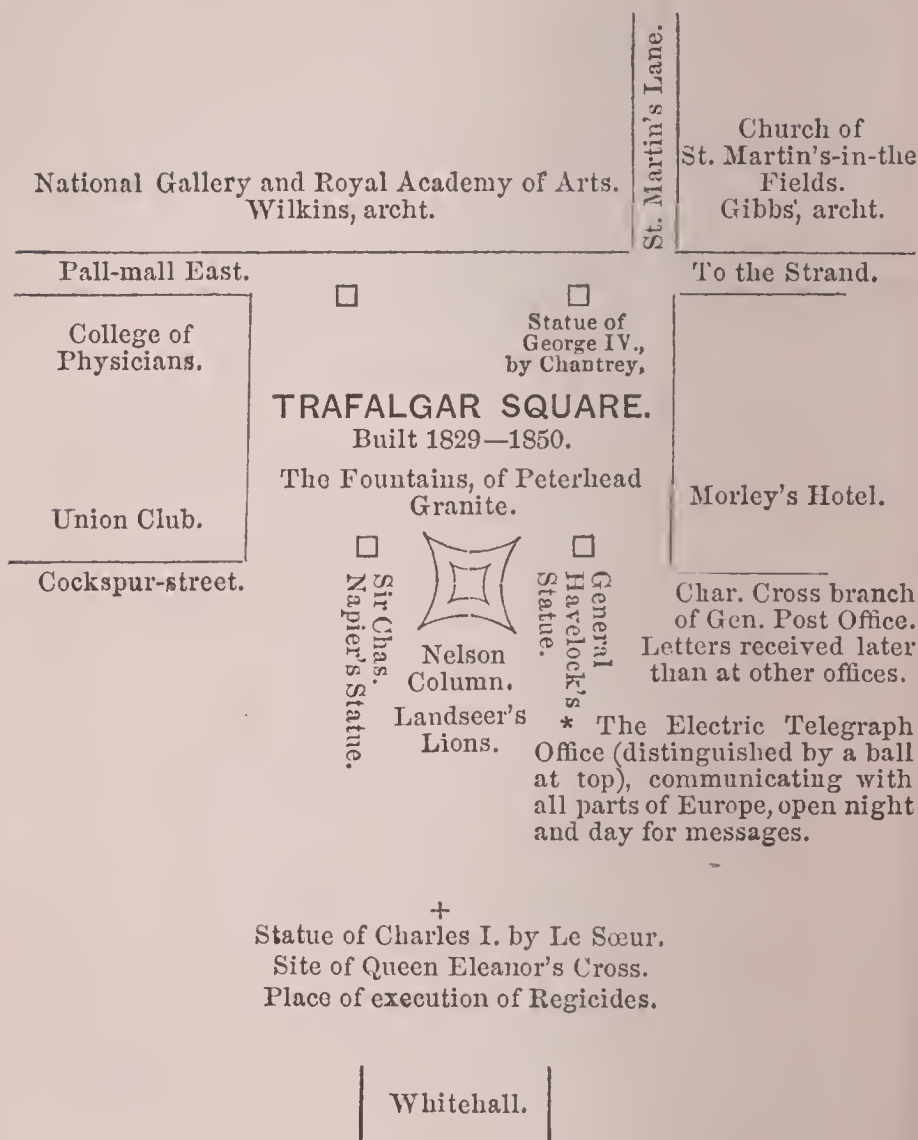 St. Martin's Lane.
Church of
St. Martin's-in-the
Fields.
Gibbs', archt.
National Gallery and Royal Academy of Arts.
Wilkins, archt.
Pall-mall East.
To the Strand.
College of
Physicians.
Statue of
George IV.,
by Chantrey,
TRAFALGAR SQUARE.
Built 1829—1850.
The Fountains, of Peterhead
Granite.
Morley's Hotel.
Union Club.
Cockspur-street.
Sir Chas.
Napier's Statue.
Nelson
Column.
Landseer's
Lions.
General
Havelock's
Statue.
Char. Cross branch
of Gen. Post Office.
Letters received later
than at other offices.
* The Electric Telegraph
Office (distinguished by a ball
at top), communicating with
all parts of Europe, open night
and day for messages.
+
Statue of Charles I. by Le Sœur.
Site of Queen Eleanor's Cross.
Place of execution of Regicides.
Whitehall.